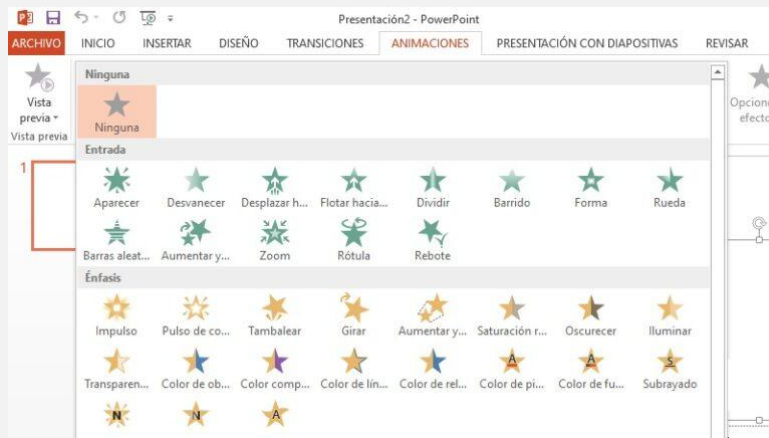 Presentación2 - PowerPoint
ARCHIVO INICIO INSERTAR DISEÑO TRANSICIONES ANIMACIONES PRESENTACIÓN CON DIAPOSITIVAS REVISAR
Vista
previa
Vista previa
Opcion
efecto
Ninguna
Ninguna
Entrada
1
Aparecer Desvanecer Desplazar h... Flotar hacia... Dividir Barrido Forma Rueda
Barras aleat... Aumentar y... Zoom Rótula Rebote
Énfasis
Impulso Pulso de co... Tambalear Girar Aumentar y... Saturación r... Oscurecer Iluminar
Transparen... Color de ob... Color comp... Color de lín... Color de rel... Color de pi... Color de fu... Subrayado
N N A